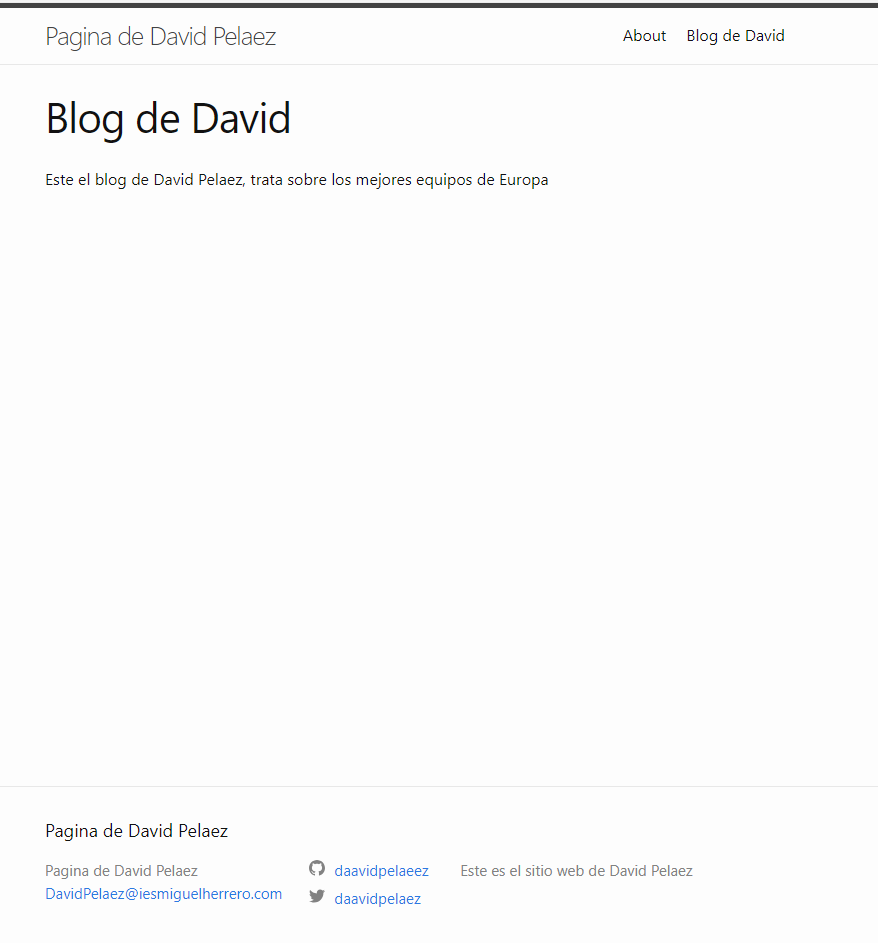 Pagina de David Pelaez
About
Blog de David
Blog de David
Este el blog de David Pelaez, trata sobre los mejores equipos de Europa
Pagina de David Pelaez
Pagina de David Pelaez
DavidPelaez@iesmiguelherrero.com
daavidpelaeez
daavidpelaez
Este es el sitio web de David Pelaez